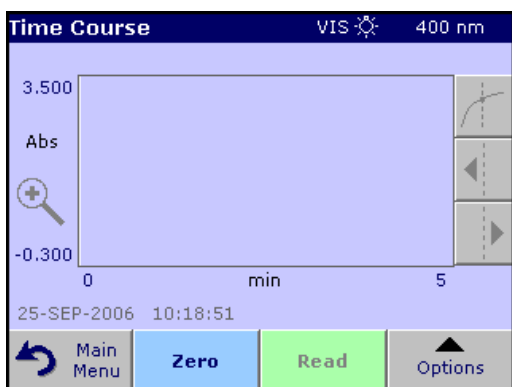 Time Course VIS 400 nm
3.500
Abs
-0.300
0 min 5
25-SEP-2006 10:18:51
Main Menu Zero Read Options